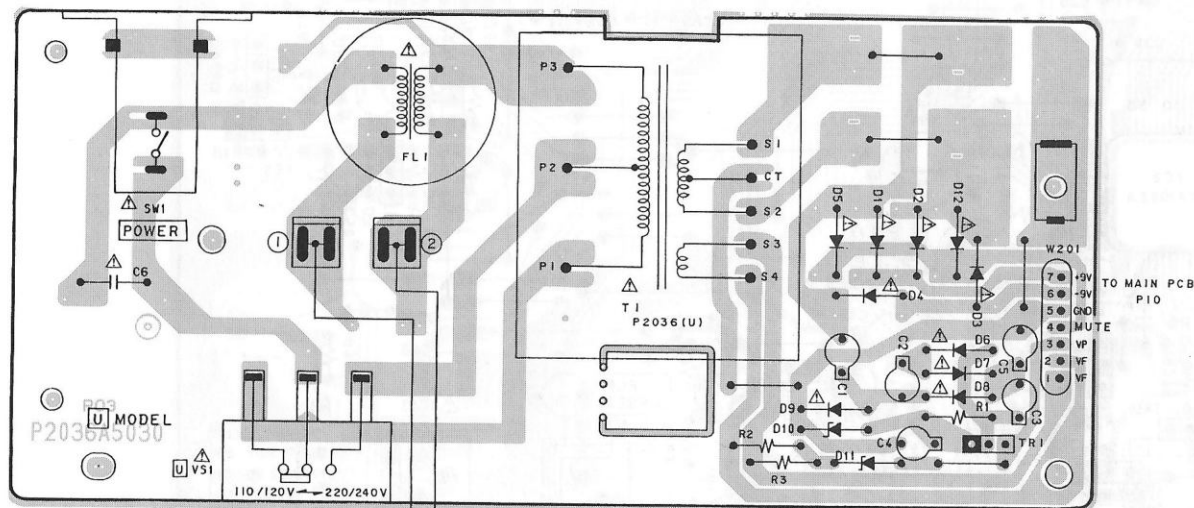 P3
FL1
P2
S1
CT
S2
SW1
POWER
1
2
D5
D1
D2
D12
W201
S3
P1
S4
C6
T1
P2036(U)
D4
D3
7 +9V
6 -9V
5 GND1
4 MUTE
3 VP
2 VF
1 VF
TO MAIN PCB
P10
C2
D6
C5
D7
C1
D8
R1
C3
D9
D10
C4
TR1
R2
D11
R3
U MODEL
P2036A5030
U VS1
110/120V 220/240V